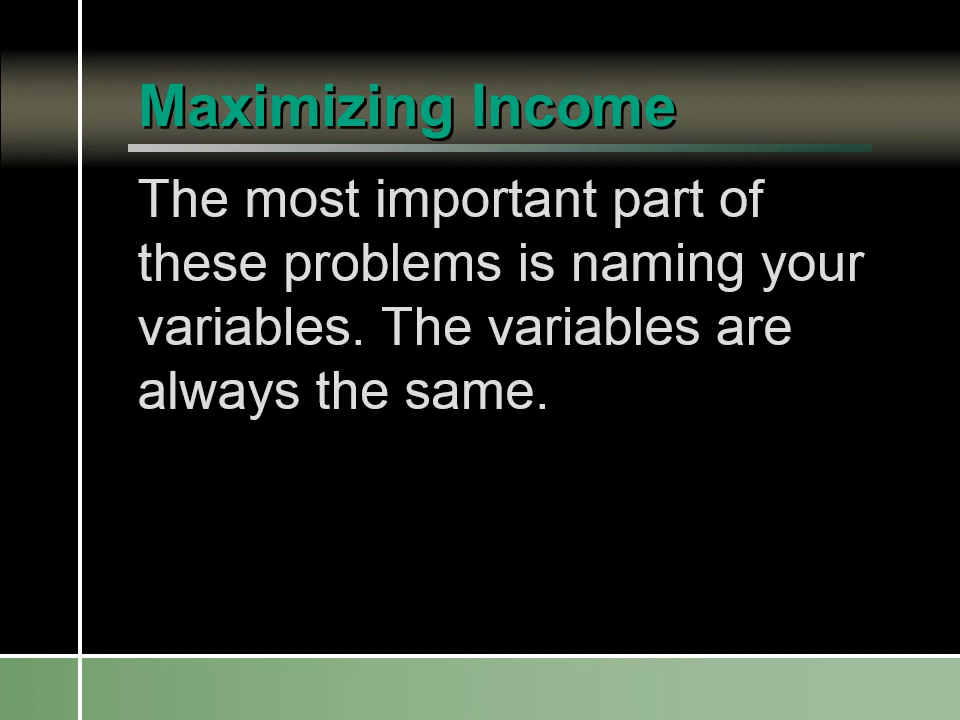 Maximizing Income
The most important part of
these problems is naming your
variables. The variables are
always the same.